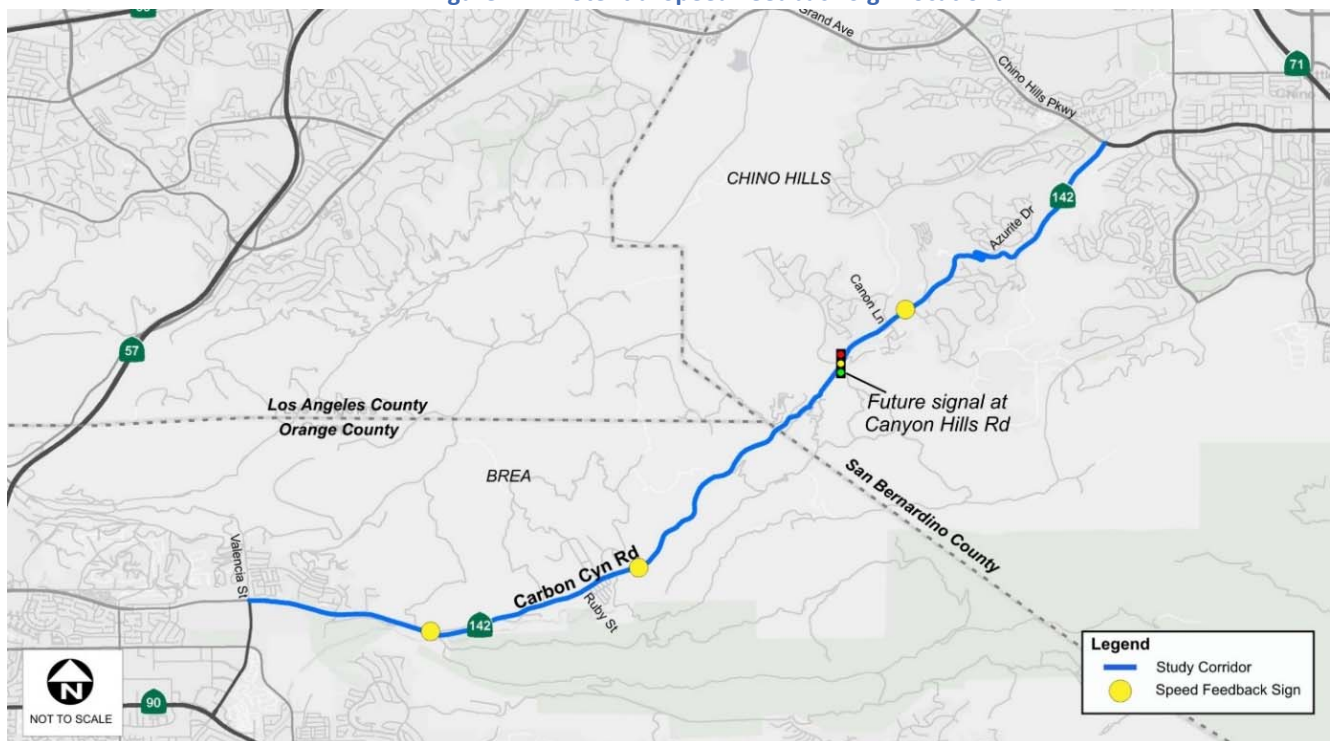 Grand Ave
71
Chino Hills Pkwy
CHINO HILLS
142
Azurite Dr
Canon Ln
57
Future signal at
Canyon Hills Rd
Los Angeles County
Orange County
BREA
San Bernardino County
Valencia St
Carbon Cyn Rd
Ruby St
142
Legend
Study Corridor
Speed Feedback Sign
N
NOT TO SCALE
90